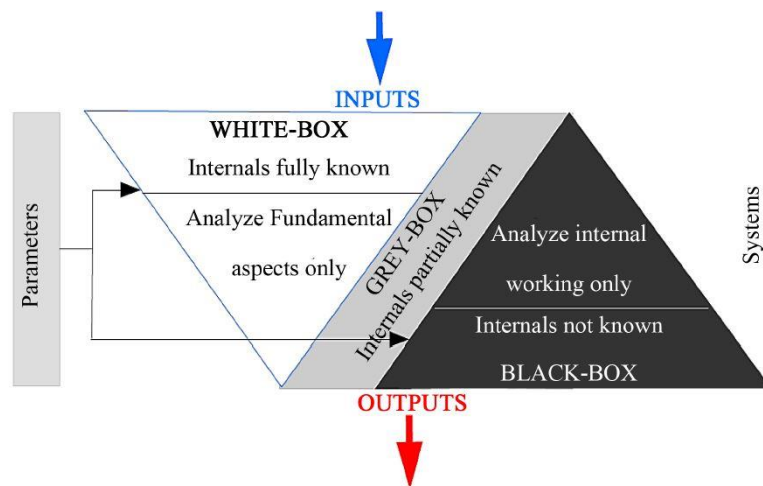 INPUTS
WHITE-BOX
Internals fully known
Analyze Fundamental
aspects only
Parameters
GREY-BOX
Internals partially known
Analyze internal
working only
Internals not known
BLACK-BOX
Systems
OUTPUTS